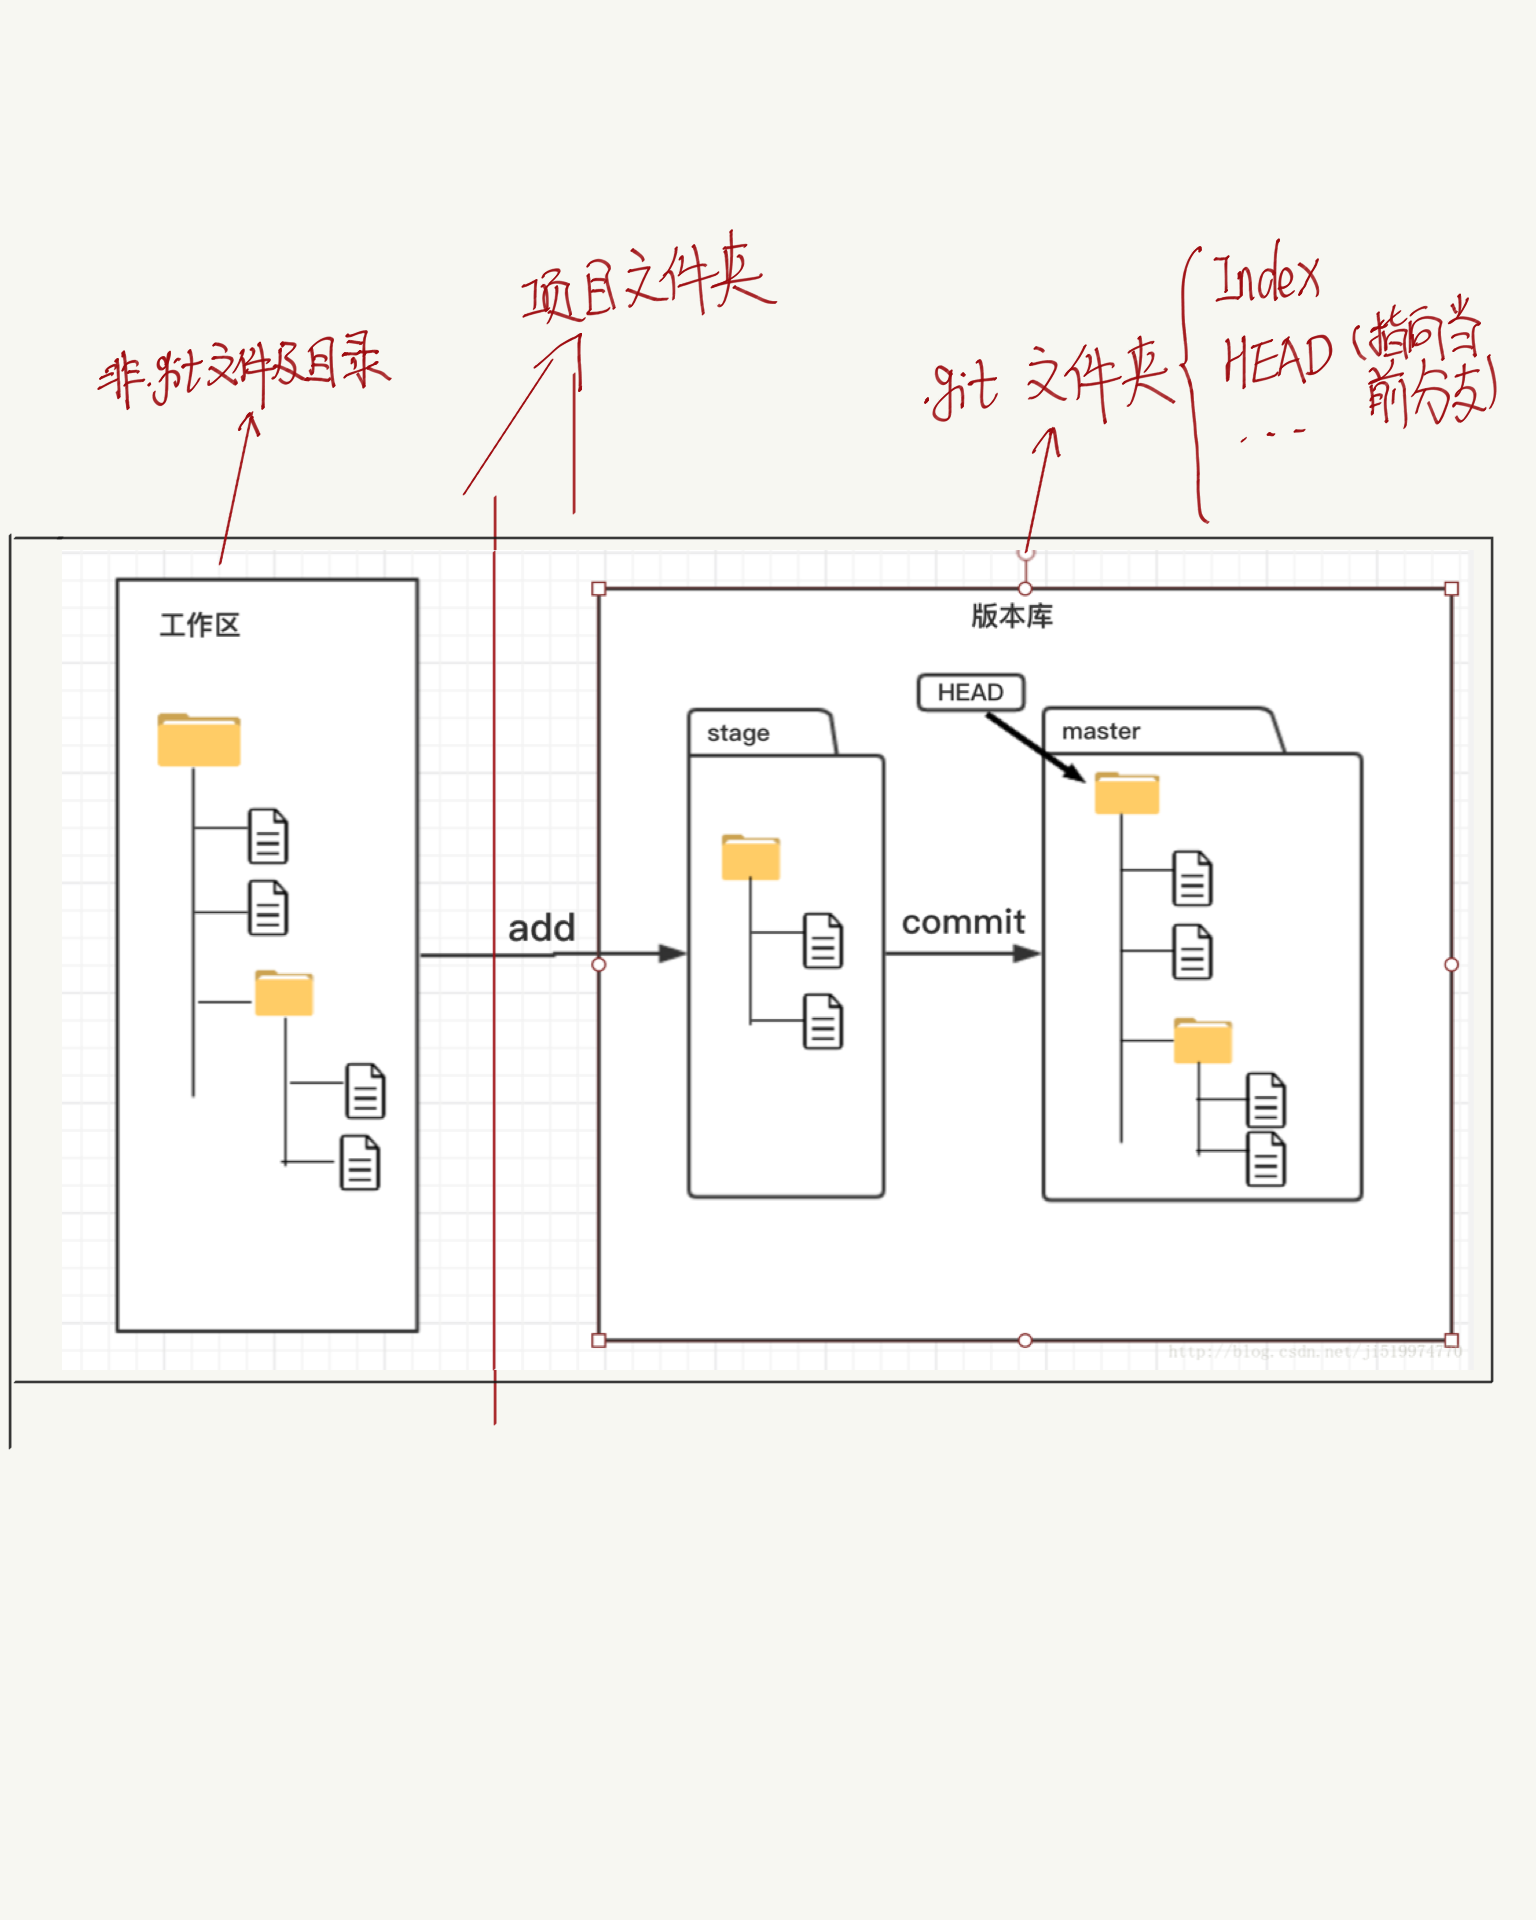 项目文件夹
非.git文件及目录
.git 文件夹
Index
HEAD (指向当
前分支)
...
工作区
版本库
HEAD
stage
master
add
commit
http://blog.csdn.net/ji519974770